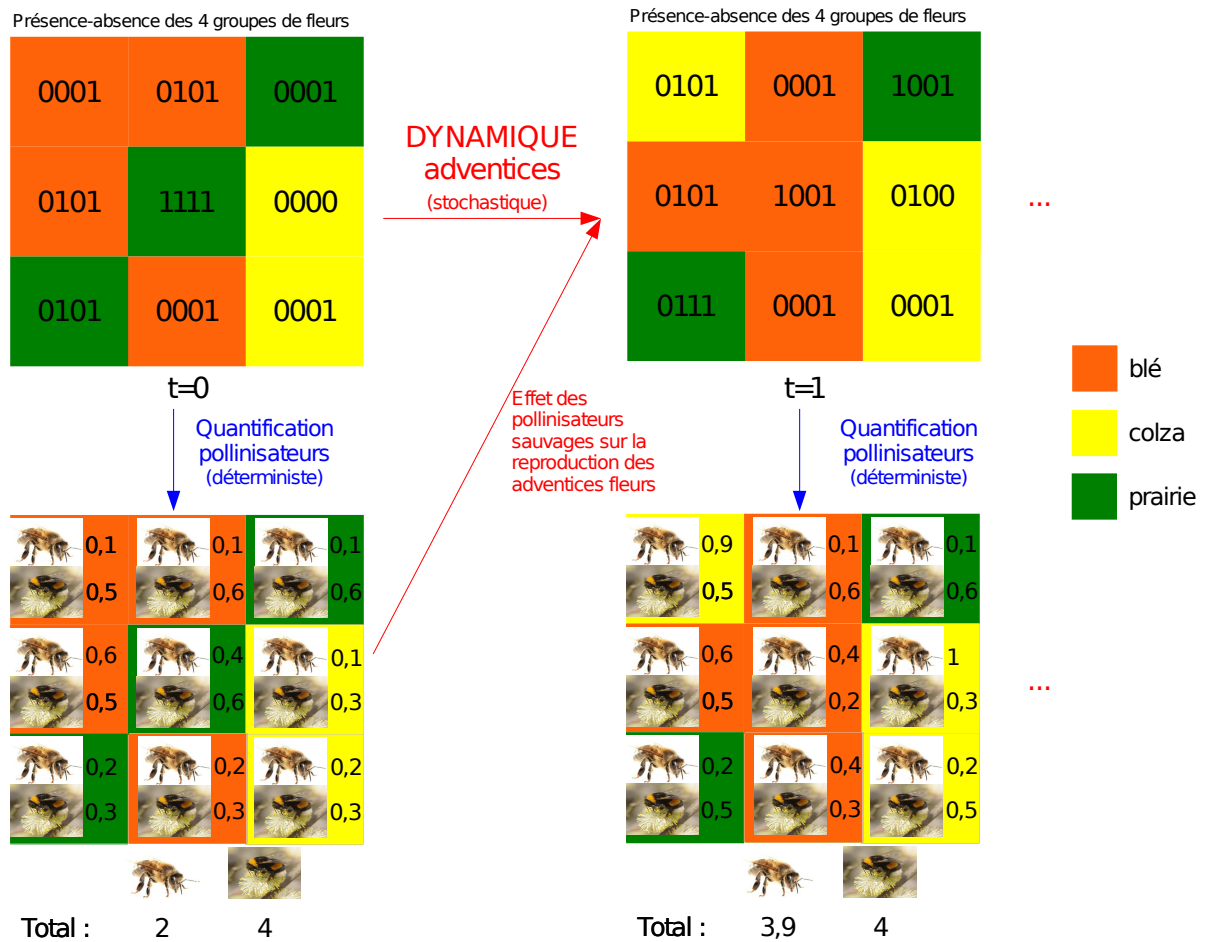 Présence-absence des 4 groupes de fleurs
0001 0101 0001
0101 1111 0000
0101 0001 0001
t=0
DYNAMIQUE
adventices
(stochastique)
Présence-absence des 4 groupes de fleurs
0101 0001 1001
0101 1001 0100
0111 0001 0001
t=1
...
blé
colza
prairie
Effet des
pollinisateurs
sauvages sur la
reproduction des
adventices fleurs
Quantification
pollinisateurs
(déterministe)
0,1 0,1 0,1
0,5 0,6 0,6
0,6 0,4 0,1
0,5 0,6 0,3
0,2 0,2 0,2
0,3 0,3 0,3
Total : 2 4
Quantification
pollinisateurs
(déterministe)
0,9 0,1 0,1
0,5 0,6 0,6
0,6 0,4 1
0,5 0,2 0,3
0,2 0,4 0,2
0,5 0,3 0,5
...
Total : 3,9 4